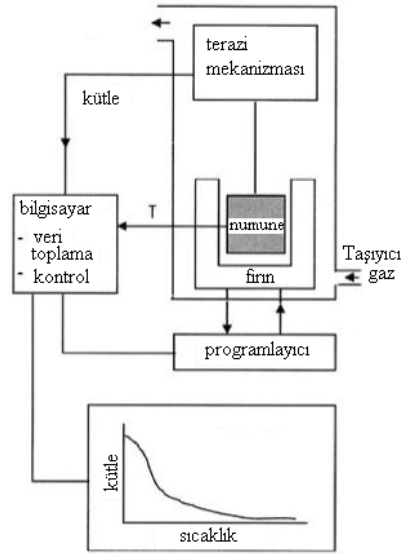 terazi
mekanizması
kütle
bilgisayar
- veri
toplama
- kontrol
T
numune
fırın
Taşıyıcı
gaz
programlayıcı
kütle
sıcaklık